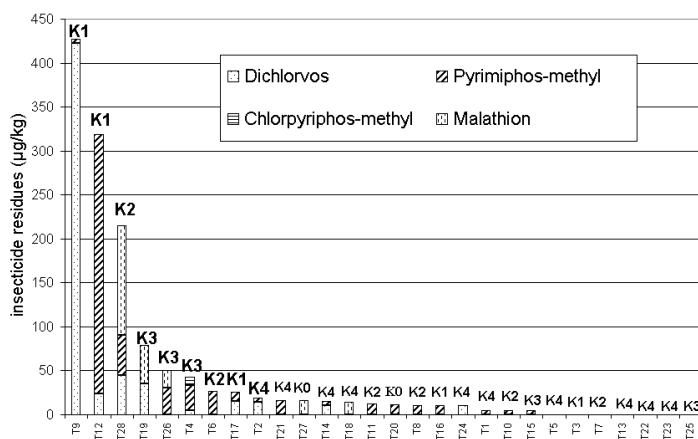 450
400
350
300
250
200
150
100
50
0
insecticide residues (µg/kg)
Dichlorvos Pyrimiphos-methyl
Chlorpyriphos-methyl Malathion
K1 K1 K2 K3 K3 K3 K2 K1 K4 K4 K0 K4 K4 K2 K0 K2 K1 K4 K4 K2 K3 K4 K1 K2 K4 K4 K4 K3
T9 T12 T28 T19 T26 T4 T6 T17 T2 T21 T27 T14 T18 T11 T20 T8 T16 T24 T1 T10 T15 T5 T3 T7 T13 T22 T23 T25